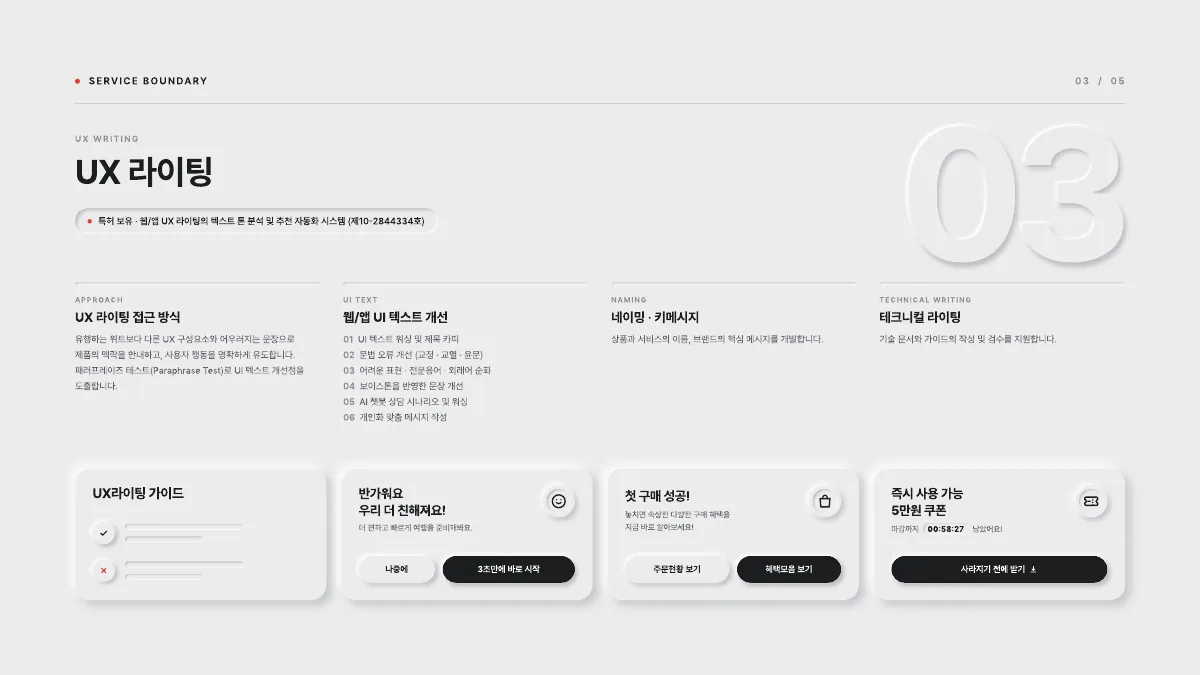 SERVICE BOUNDARY
03 / 05
UX WRITING
UX 라이팅
특허 보유 · 웹/앱 UX 라이팅의 텍스트 톤 분석 및 추천 자동화 시스템 (제10-2844334호)
03
APPROACH
UX 라이팅 접근 방식
유행하는 위트보다 다른 UX 구성요소와 어우러지는 문장으로
제품의 맥락을 안내하고, 사용자 행동을 명확하게 유도합니다.
패러프레이즈 테스트(Paraphrase Test)로 UI 텍스트 개선점을
도출합니다.
UI TEXT
웹/앱 UI 텍스트 개선
01 UI 텍스트 워싱 및 제목 카피
02 문법 오류 개선 (교정 · 교열 · 윤문)
03 어려운 표현 · 전문용어 · 외래어 순화
04 보이스톤을 반영한 문장 개선
05 AI 챗봇 상담 시나리오 및 워싱
06 개인화 맞춤 메시지 작성
NAMING
네이밍 · 키메시지
상품과 서비스의 이름, 브랜드의 핵심 메시지를 개발합니다.
TECHNICAL WRITING
테크니컬 라이팅
기술 문서와 가이드의 작성 및 검수를 지원합니다.
UX라이팅 가이드
반가워요
우리 더 친해져요!
더 편하고 빠르게 여행을 준비해봐요.
나중에
3초만에 바로 시작
첫 구매 성공!
놓치면 속상한 다양한 구매 혜택을
지금 바로 알아보세요!
주문현황 보기
혜택모음 보기
즉시 사용 가능
5만원 쿠폰
마감까지 00:58:27 남았어요!
사라지기 전에 받기